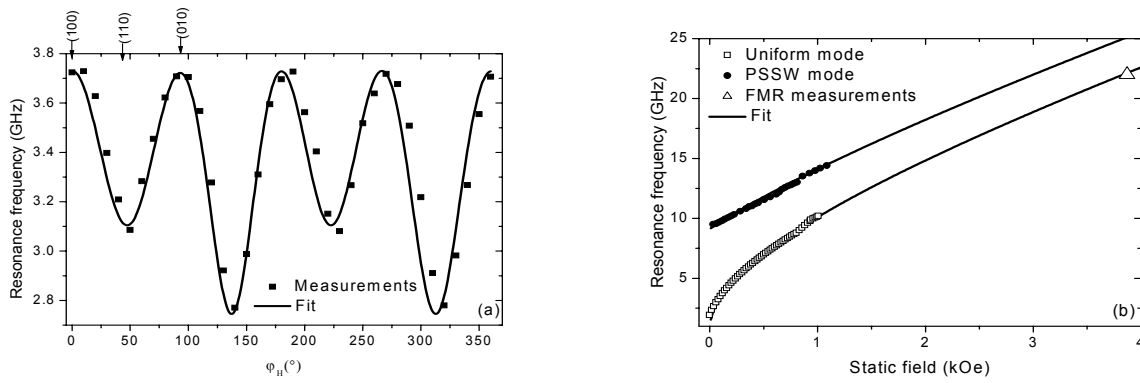 (100)
(110)
(010)
3.8
3.6
3.4
3.2
3.0
2.8
Resonance frequency (GHz)
Measurements
Fit
(a)
0 50 100 150 200 250 300 350
φH(°)
25
20
15
10
5
Resonance frequency (GHz)
Uniform mode
PSSW mode
FMR measurements
Fit
(b)
0 1 2 3 4
Static field (kOe)